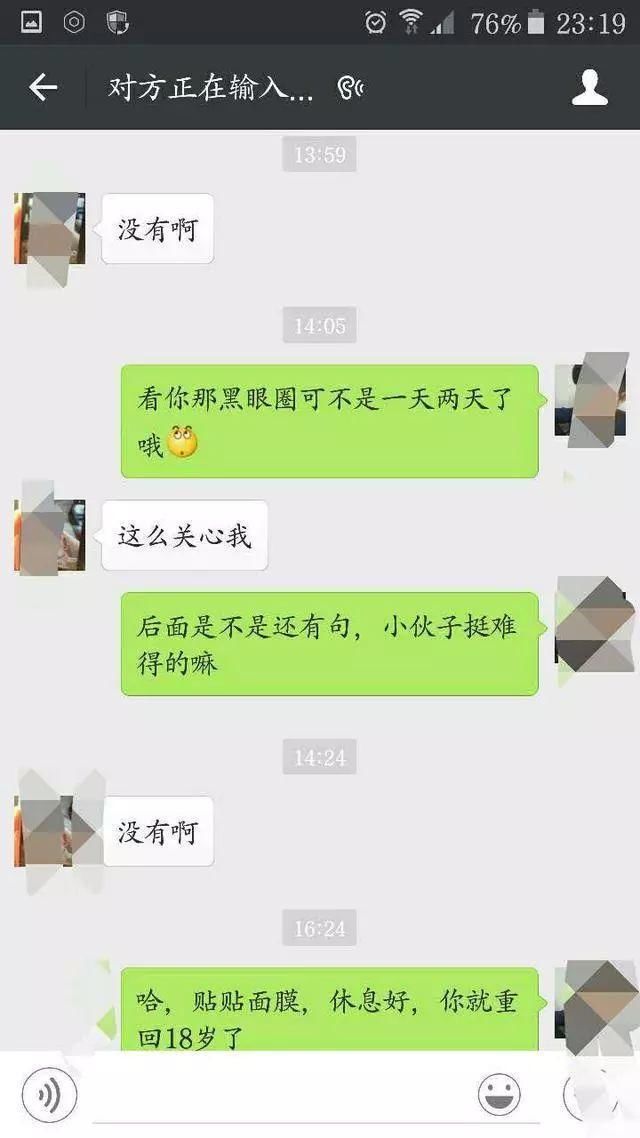 76% 23:19
对方正在输入...
13:59
没有啊
14:05
看你那黑眼圈可不是一天两天了
哦
这么关心我
后面是不是还有句，小伙子挺难
得的嘛
14:24
没有啊
16:24
哈，贴贴面膜，休息好，你就重
回18岁了